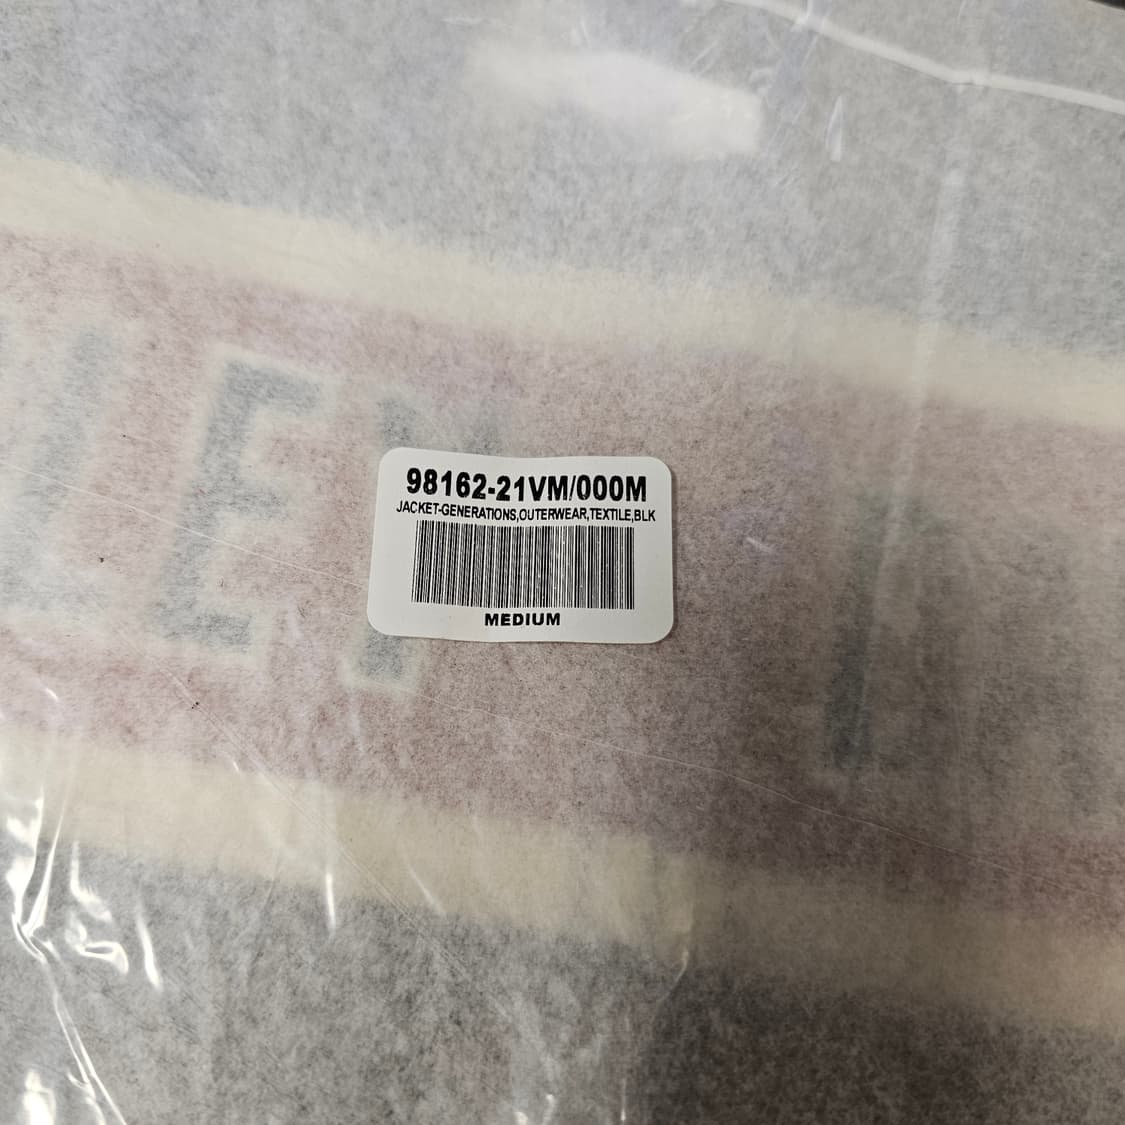 98162-21VM/000M
JACKET-GENERATIONS,OUTERWEAR,TEXTILE,BLK
MEDIUM